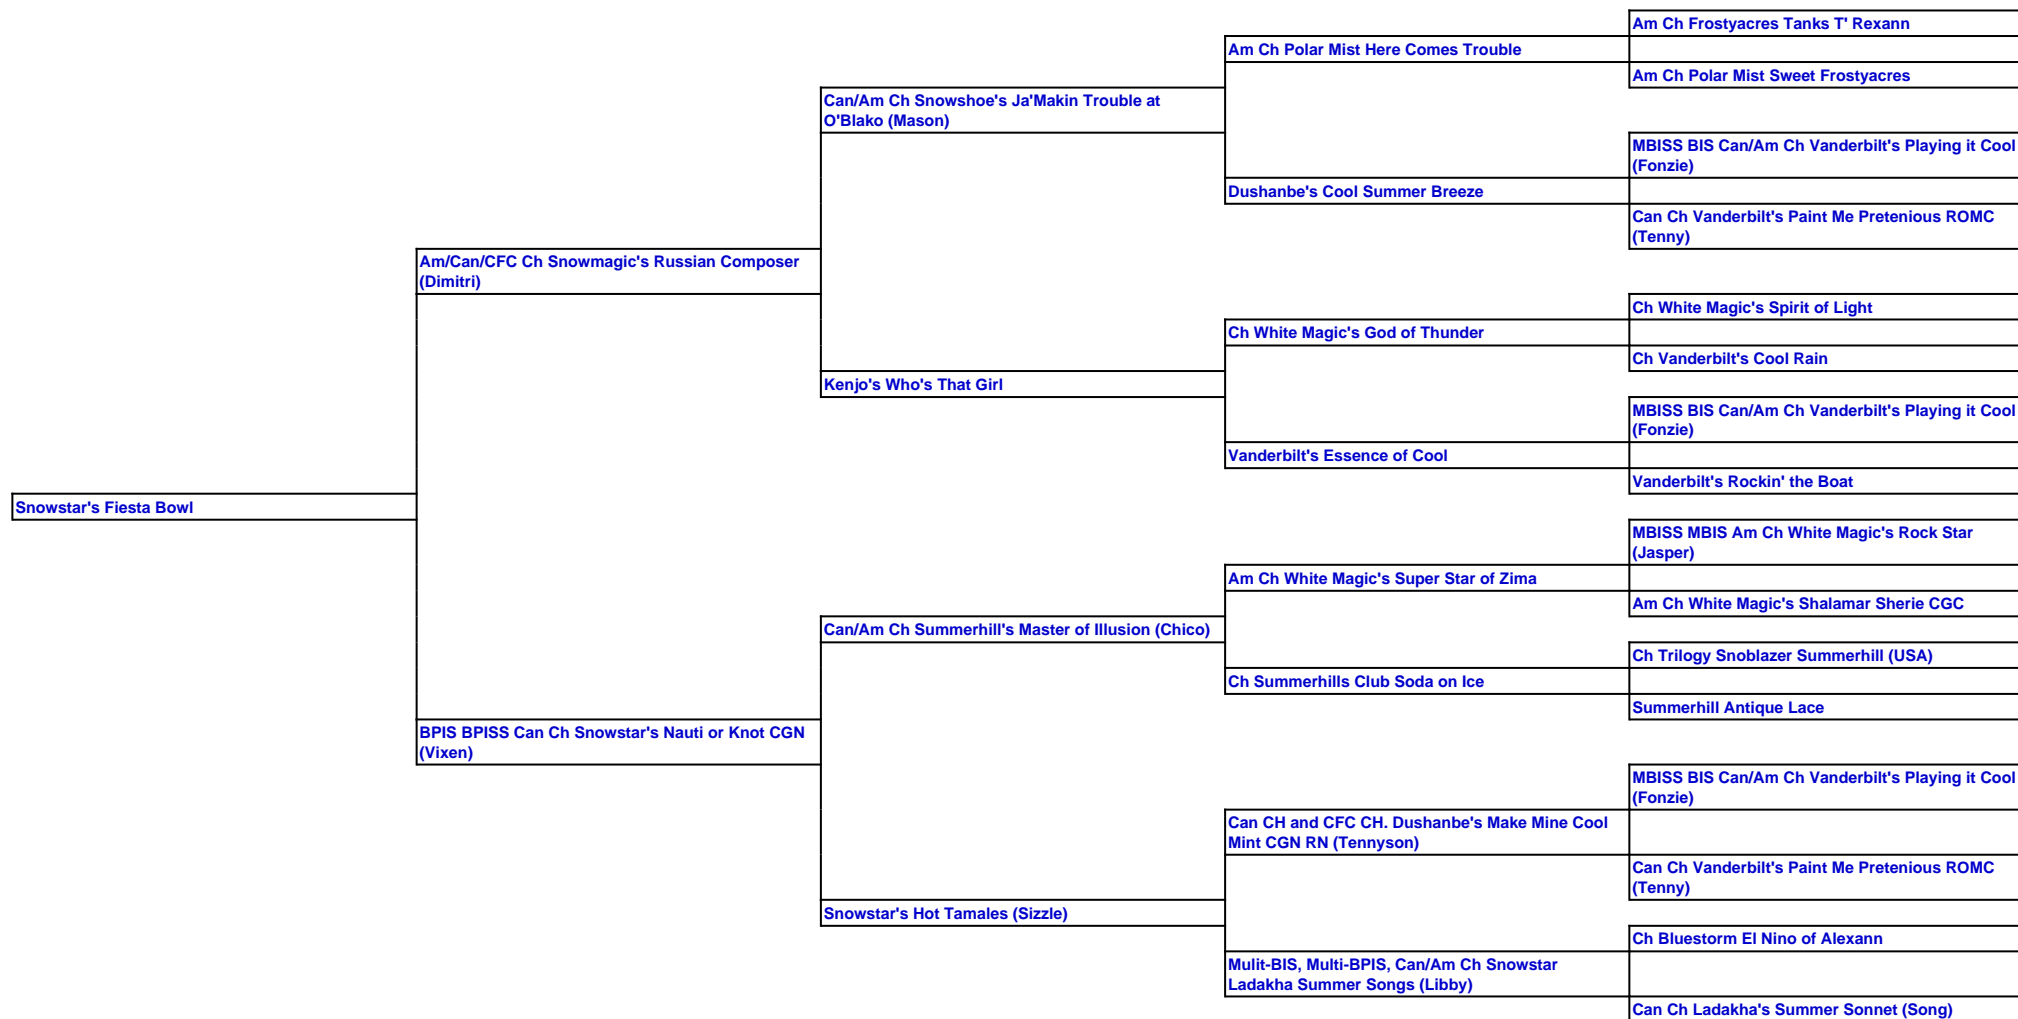 Am Ch Frostyacres Tanks T' Rexann
Am Ch Polar Mist Here Comes Trouble
Am Ch Polar Mist Sweet Frostyacres
Can/Am Ch Snowshoe's Ja'Makin Trouble at
O'Blako (Mason)
MBISS BIS Can/Am Ch Vanderbilt's Playing it Cool
(Fonzie)
Dushanbe's Cool Summer Breeze
Can Ch Vanderbilt's Paint Me Pretenious ROMC
(Tenny)
Am/Can/CFC Ch Snowmagic's Russian Composer
(Dimitri)
Ch White Magic's Spirit of Light
Ch White Magic's God of Thunder
Ch Vanderbilt's Cool Rain
Kenjo's Who's That Girl
MBISS BIS Can/Am Ch Vanderbilt's Playing it Cool
(Fonzie)
Vanderbilt's Essence of Cool
Vanderbilt's Rockin' the Boat
Snowstar's Fiesta Bowl
MBISS MBIS Am Ch White Magic's Rock Star
(Jasper)
Am Ch White Magic's Super Star of Zima
Am Ch White Magic's Shalamar Sherie CGC
Can/Am Ch Summerhill's Master of Illusion (Chico)
Ch Trilogy Snoblazer Summerhill (USA)
Ch Summerhills Club Soda on Ice
Summerhill Antique Lace
BPIS BPISS Can Ch Snowstar's Nauti or Knot CGN
(Vixen)
MBISS BIS Can/Am Ch Vanderbilt's Playing it Cool
(Fonzie)
Can CH and CFC CH. Dushanbe's Make Mine Cool
Mint CGN RN (Tennyson)
Can Ch Vanderbilt's Paint Me Pretenious ROMC
(Tenny)
Snowstar's Hot Tamales (Sizzle)
Ch Bluestorm El Nino of Alexann
Mulit-BIS, Multi-BPIS, Can/Am Ch Snowstar
Ladakha Summer Songs (Libby)
Can Ch Ladakha's Summer Sonnet (Song)